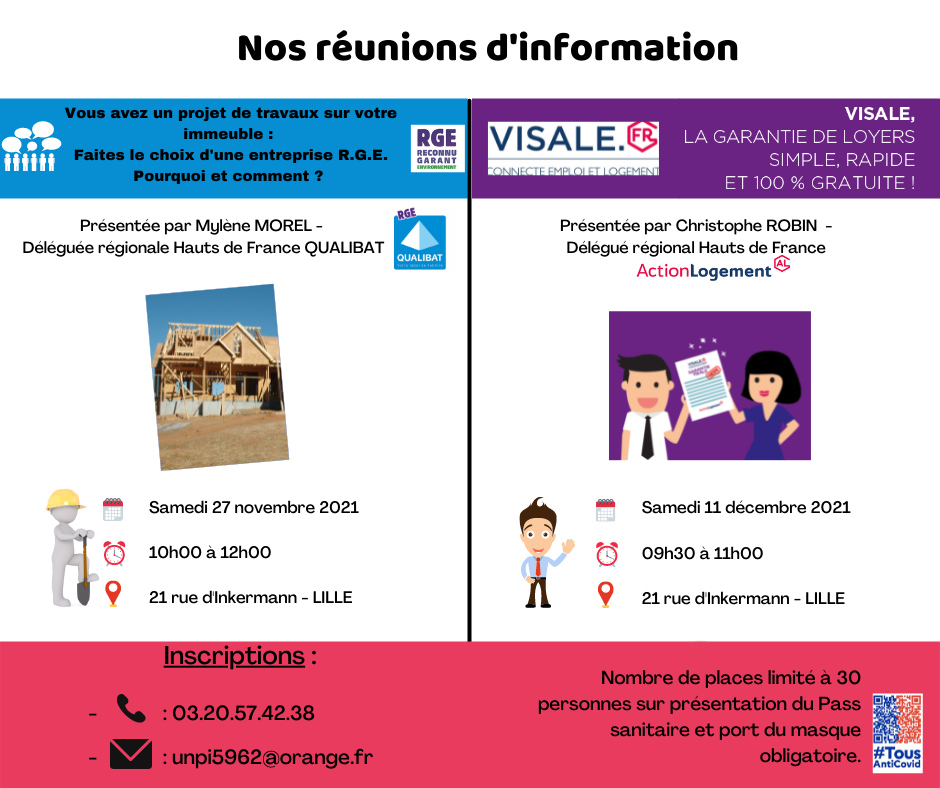 Nos réunions d'information
Vous avez un projet de travaux sur votre
immeuble :
Faites le choix d'une entreprise R.G.E.
Pourquoi et comment ?
RGE
RECONNU
GARANT
ENVIRONNEMENT
Présentée par Mylène MOREL -
Déléguée régionale Hauts de France QUALIBAT
RGE
QUALIBAT
Samedi 27 novembre 2021
10h00 à 12h00
21 rue d'Inkermann - LILLE
VISALE.FR
CONNECTE EMPLOI ET LOGEMENT
VISALE,
LA GARANTIE DE LOYERS
SIMPLE, RAPIDE
ET 100 % GRATUITE !
Présentée par Christophe ROBIN -
Délégué régional Hauts de France
ActionLogement AL
VISALE
Samedi 11 décembre 2021
09h30 à 11h00
21 rue d'Inkermann - LILLE
Inscriptions :
- : 03.20.57.42.38
- : unpi5962@orange.fr
Nombre de places limité à 30
personnes sur présentation du Pass
sanitaire et port du masque
obligatoire.
#Tous
AntiCovid